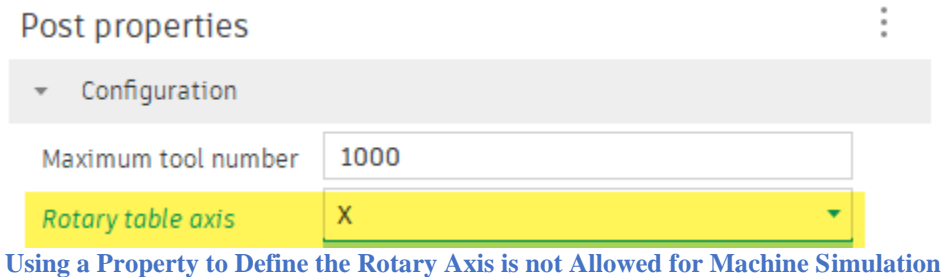 Post properties
Configuration
Maximum tool number 1000
Rotary table axis X
Using a Property to Define the Rotary Axis is not Allowed for Machine Simulation